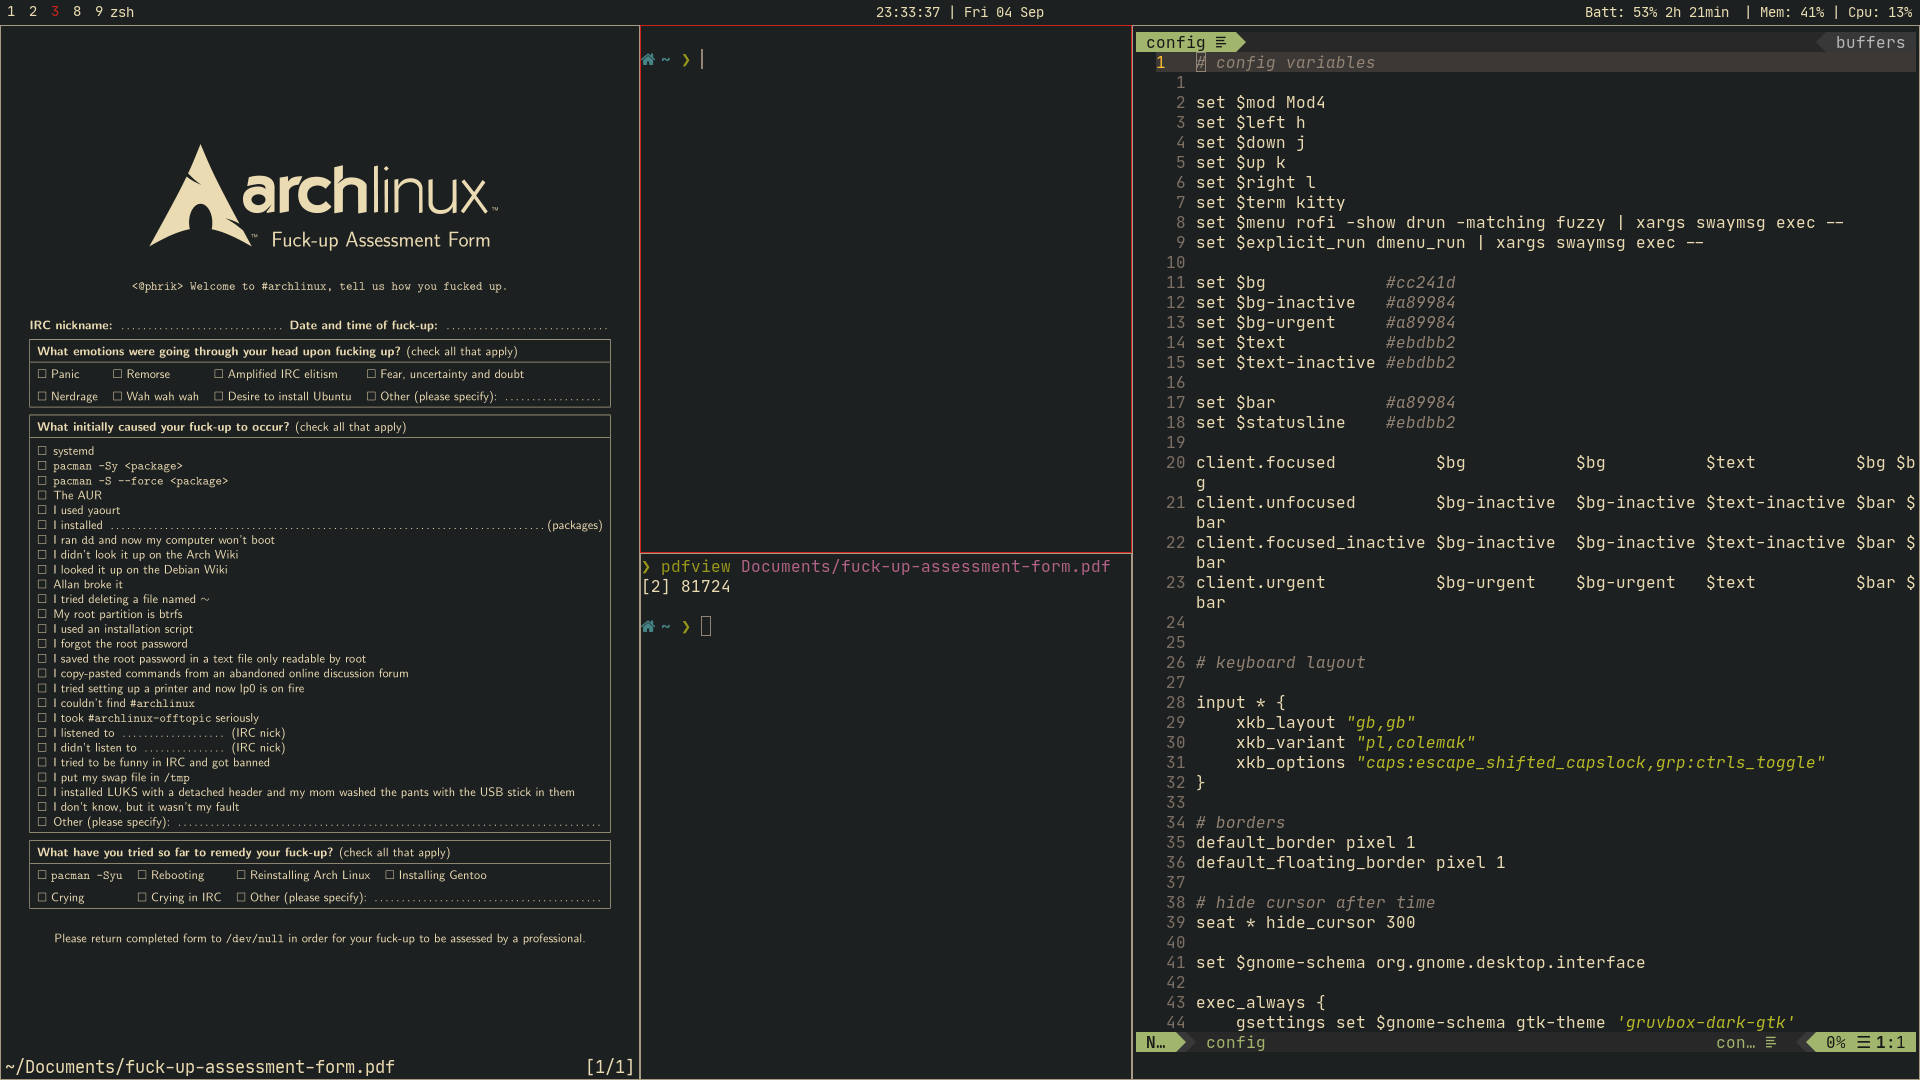 1 2 3 8 9 zsh
23:33:37 | Fri 04 Sep
Batt: 53% 2h 21min | Mem: 41% | Cpu: 13%
archlinux™
™ Fuck-up Assessment Form
<@phrik> Welcome to #archlinux, tell us how you fucked up.
IRC nickname: .............................. Date and time of fuck-up: ..............................
What emotions were going through your head upon fucking up? (check all that apply)
☐ Panic ☐ Remorse ☐ Amplified IRC elitism ☐ Fear, uncertainty and doubt
☐ Nerdrage ☐ Wah wah wah ☐ Desire to install Ubuntu ☐ Other (please specify): ..................
What initially caused your fuck-up to occur? (check all that apply)
☐ systemd
☐ pacman -Sy <package>
☐ pacman -S --force <package>
☐ The AUR
☐ I used yaourt
☐ I installed ................................................................................ (packages)
☐ I ran dd and now my computer won't boot
☐ I didn't look it up on the Arch Wiki
☐ I looked it up on the Debian Wiki
☐ Allan broke it
☐ I tried deleting a file named ~
☐ My root partition is btrfs
☐ I used an installation script
☐ I forgot the root password
☐ I saved the root password in a text file only readable by root
☐ I copy-pasted commands from an abandoned online discussion forum
☐ I tried setting up a printer and now lp0 is on fire
☐ I couldn't find #archlinux
☐ I took #archlinux-offtopic seriously
☐ I listened to ................... (IRC nick)
☐ I didn't listen to ............... (IRC nick)
☐ I tried to be funny in IRC and got banned
☐ I put my swap file in /tmp
☐ I installed LUKS with a detached header and my mom washed the pants with the USB stick in them
☐ I don't know, but it wasn't my fault
☐ Other (please specify): ..............................................................................
What have you tried so far to remedy your fuck-up? (check all that apply)
☐ pacman -Syu ☐ Rebooting ☐ Reinstalling Arch Linux ☐ Installing Gentoo
☐ Crying ☐ Crying in IRC ☐ Other (please specify): ..........................................
Please return completed form to /dev/null in order for your fuck-up to be assessed by a professional.
~/Documents/fuck-up-assessment-form.pdf [1/1]
~ ❯
❯ pdfview Documents/fuck-up-assessment-form.pdf
[2] 81724
~ ❯
config buffers
1 # config variables
1
2 set $mod Mod4
3 set $left h
4 set $down j
5 set $up k
6 set $right l
7 set $term kitty
8 set $menu rofi -show drun -matching fuzzy | xargs swaymsg exec --
9 set $explicit_run dmenu_run | xargs swaymsg exec --
10
11 set $bg #cc241d
12 set $bg-inactive #a89984
13 set $bg-urgent #a89984
14 set $text #ebdbb2
15 set $text-inactive #ebdbb2
16
17 set $bar #a89984
18 set $statusline #ebdbb2
19
20 client.focused $bg $bg $text $bg $b
g
21 client.unfocused $bg-inactive $bg-inactive $text-inactive $bar $
bar
22 client.focused_inactive $bg-inactive $bg-inactive $text-inactive $bar $
bar
23 client.urgent $bg-urgent $bg-urgent $text $bar $
bar
24
25
26 # keyboard layout
27
28 input * {
29 xkb_layout "gb,gb"
30 xkb_variant "pl,colemak"
31 xkb_options "caps:escape_shifted_capslock,grp:ctrls_toggle"
32 }
33
34 # borders
35 default_border pixel 1
36 default_floating_border pixel 1
37
38 # hide cursor after time
39 seat * hide_cursor 300
40
41 set $gnome-schema org.gnome.desktop.interface
42
43 exec_always {
44 gsettings set $gnome-schema gtk-theme 'gruvbox-dark-gtk'
N… config con… 0% ☰ 1:1